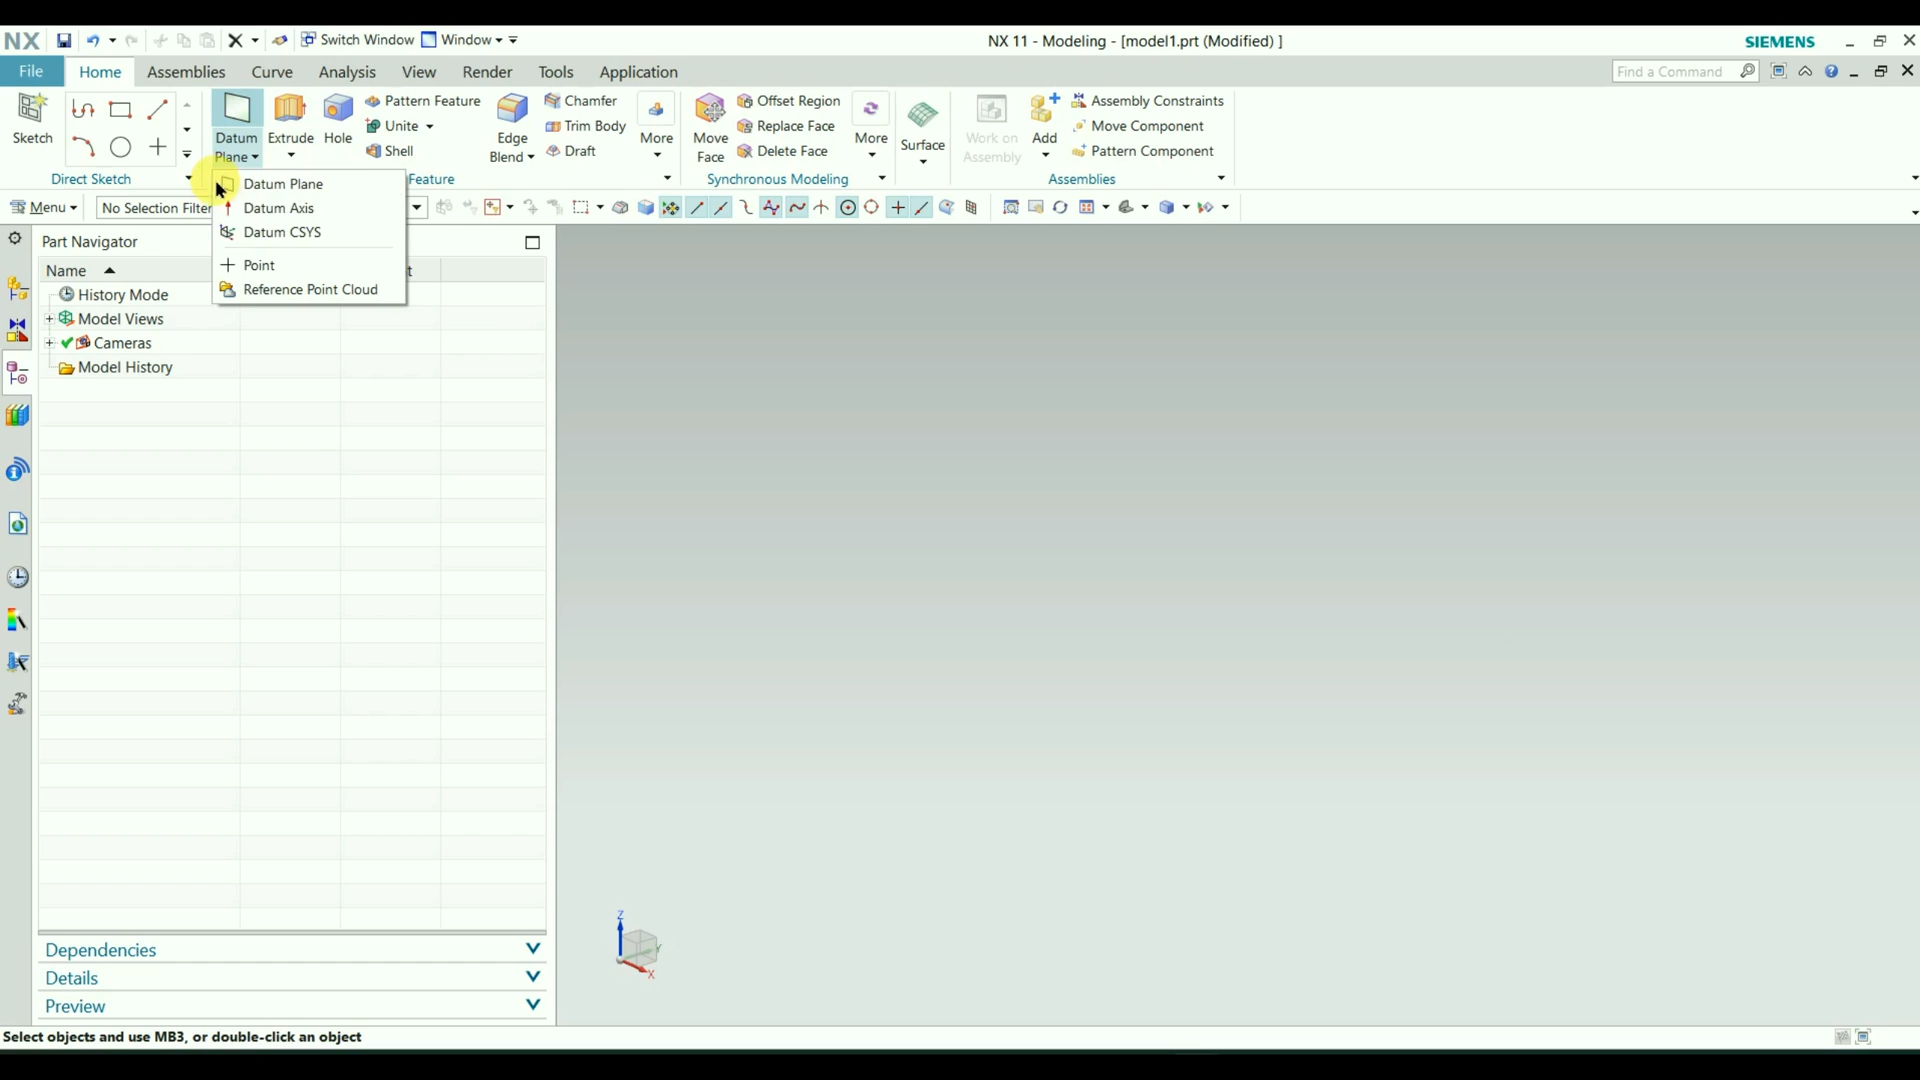 NX Switch Window Window NX 11 - Modeling - [model1.prt (Modified) ] SIEMENS
File Home Assemblies Curve Analysis View Render Tools Application Find a Command
Sketch
Direct Sketch
Datum Plane
Extrude
Hole
Pattern Feature
Unite
Shell
Edge Blend
Chamfer
Trim Body
Draft
More
Feature
Move Face
Offset Region
Replace Face
Delete Face
More
Synchronous Modeling
Surface
Work on Assembly
Add
Assembly Constraints
Move Component
Pattern Component
Assemblies
Menu No Selection Filter
Datum Plane
Datum Axis
Datum CSYS
Point
Reference Point Cloud
Part Navigator
Name
History Mode
Model Views
Cameras
Model History
Dependencies
Details
Preview
Z
Y
X
Select objects and use MB3, or double-click an object